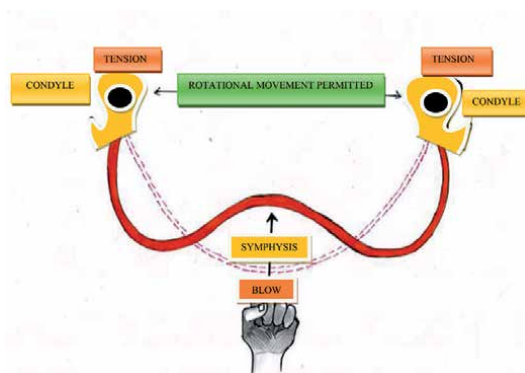 TENSION
TENSION
CONDYLE
ROTATIONAL MOVEMENT PERMITTED
CONDYLE
SYMPHYSIS
BLOW